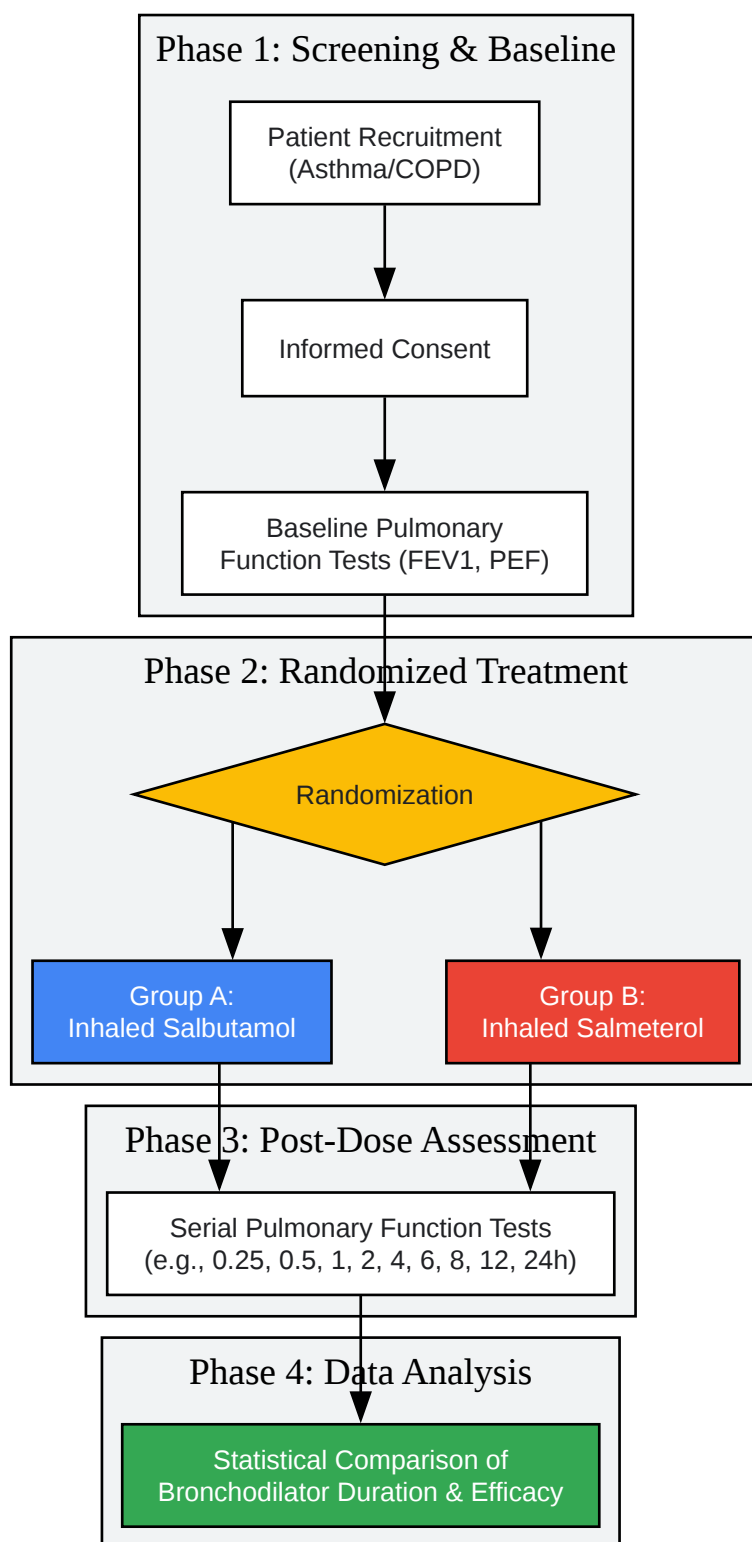 Phase 1: Screening & Baseline
Patient Recruitment
(Asthma/COPD)
Informed Consent
Baseline Pulmonary
Function Tests (FEV1, PEF)
Phase 2: Randomized Treatment
Randomization
Group A:
Inhaled Salbutamol
Group B:
Inhaled Salmeterol
Phase 3: Post-Dose Assessment
Serial Pulmonary Function Tests
(e.g., 0.25, 0.5, 1, 2, 4, 6, 8, 12, 24h)
Phase 4: Data Analysis
Statistical Comparison of
Bronchodilator Duration & Efficacy